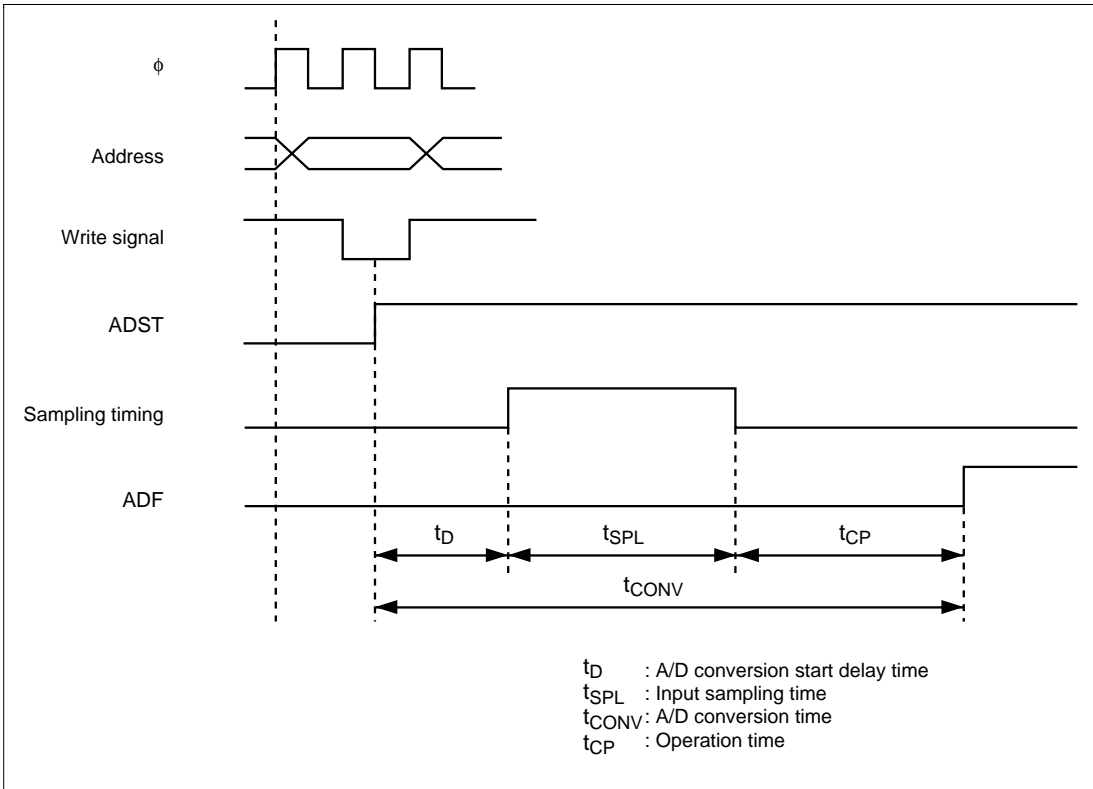 ϕ
Address
Write signal
ADST
Sampling timing
ADF
tD tSPL tCP
tCONV
tD : A/D conversion start delay time
tSPL : Input sampling time
tCONV : A/D conversion time
tCP : Operation time